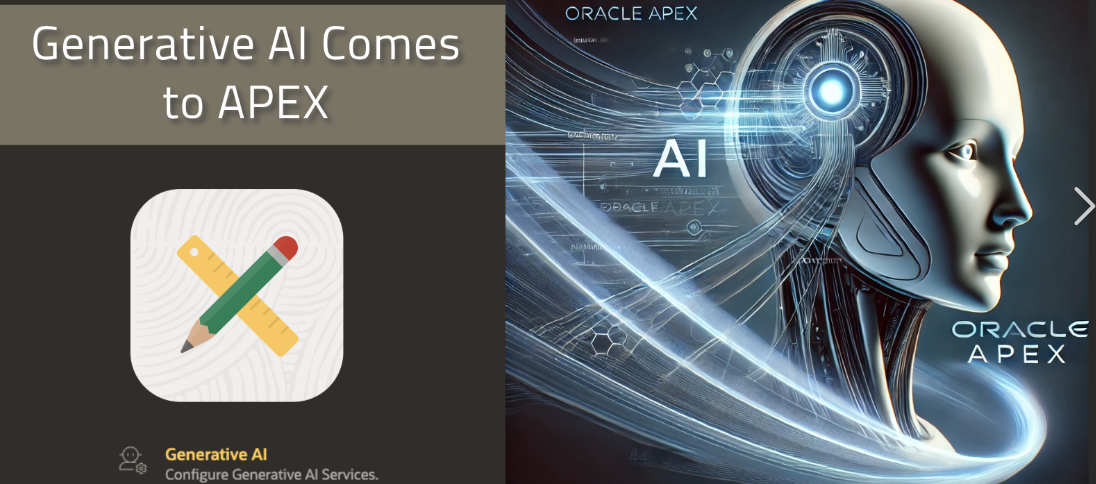 Generative AI Comes
to APEX
Generative AI
Configure Generative AI Services.
ORACLE APEX
AI
ORACLE APEX
ORACLE
APEX